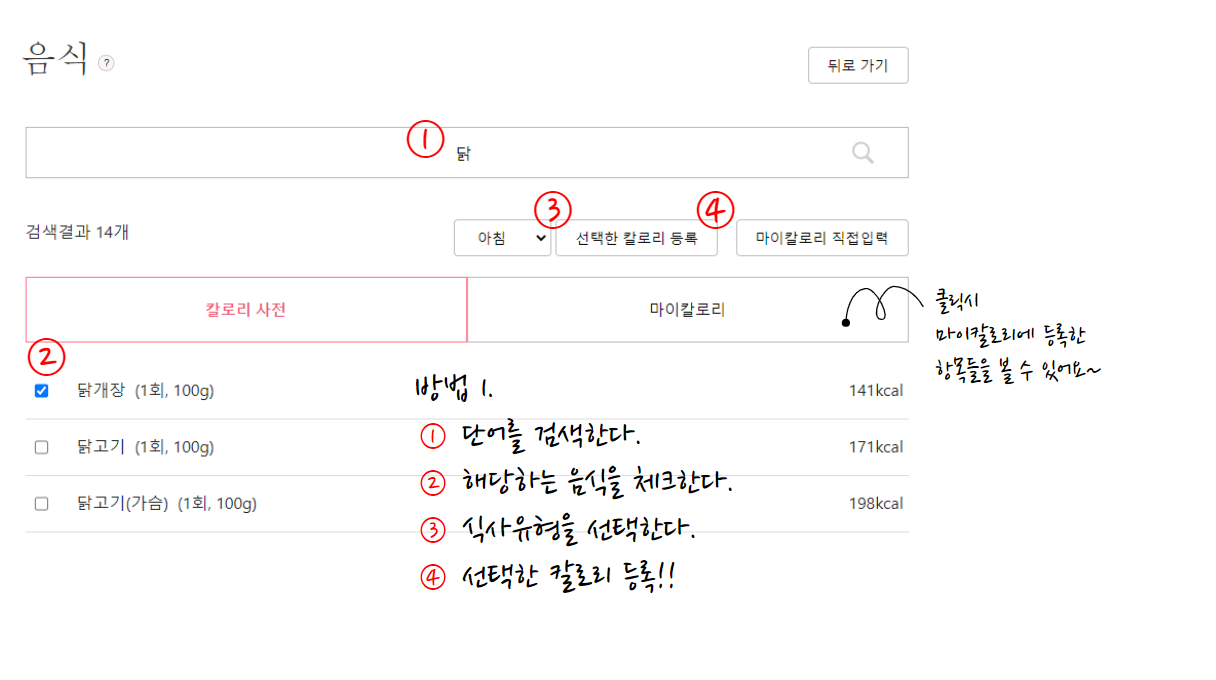 음식 ?
뒤로 가기
① 닭
검색결과 14개
아침 ③ 선택한 칼로리 등록 ④ 마이칼로리 직접입력
칼로리 사전
마이칼로리
클릭시
마이칼로리에 등록한
항목들을 볼 수 있어요~
②
닭개장 (1회, 100g) 141kcal
닭고기 (1회, 100g) 171kcal
닭고기(가슴) (1회, 100g) 198kcal
방법 1.
① 단어를 검색한다.
② 해당하는 음식을 체크한다.
③ 식사유형을 선택한다.
④ 선택한 칼로리 등록!!